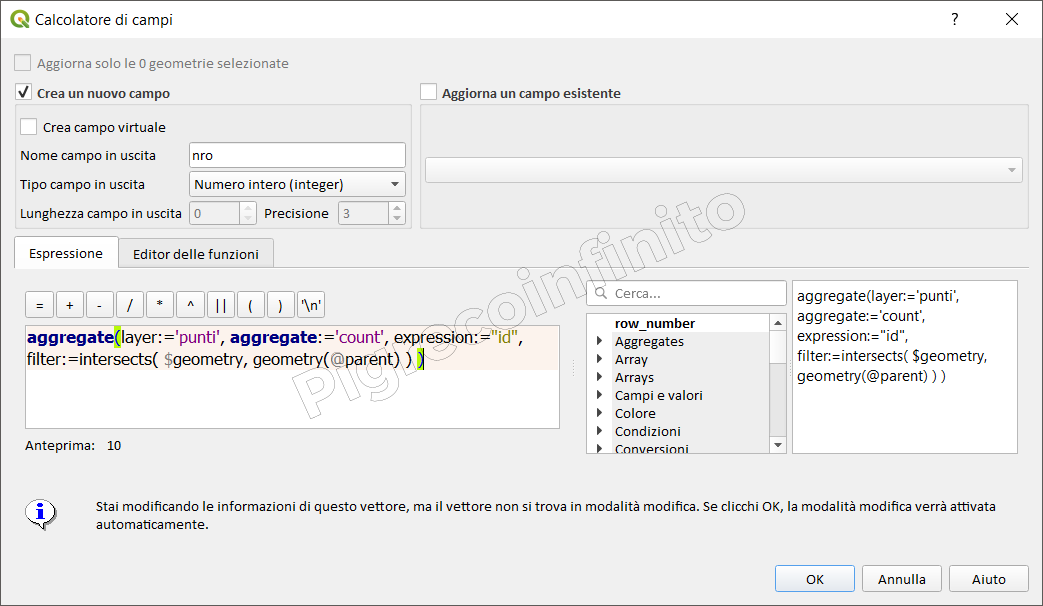 Calcolatore di campi
?
Aggiorna solo le 0 geometrie selezionate
Crea un nuovo campo
Aggiorna un campo esistente
Crea campo virtuale
Nome campo in uscita nro
Tipo campo in uscita Numero intero (integer)
Lunghezza campo in uscita 0 Precisione 3
Espressione Editor delle funzioni
= + - / * ^ || ( ) '\n'
aggregate(layer:='punti', aggregate:='count', expression:="id",
filter:=intersects( $geometry, geometry(@parent) ) )
Anteprima: 10
Cerca...
row_number
Aggregates
Array
Arrays
Campi e valori
Colore
Condizioni
Conversioni
aggregate(layer:='punti',
aggregate:='count',
expression:="id",
filter:=intersects( $geometry,
geometry(@parent) ) )
Pigrecoinfinito
Stai modificando le informazioni di questo vettore, ma il vettore non si trova in modalità modifica. Se clicchi OK, la modalità modifica verrà attivata
automaticamente.
OK Annulla Aiuto